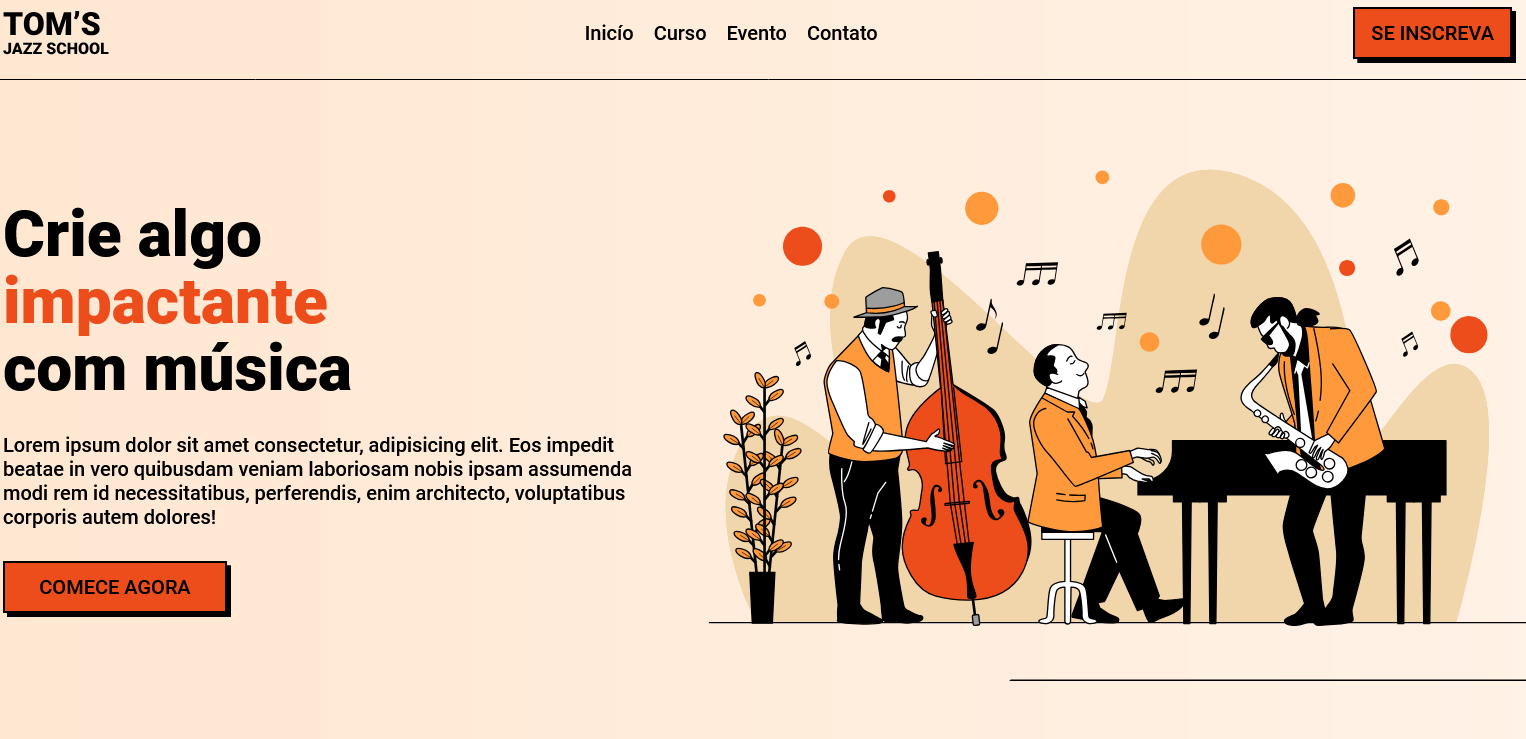 TOM’S
JAZZ SCHOOL
Inicío Curso Evento Contato
SE INSCREVA
Crie algo
impactante
com música
Lorem ipsum dolor sit amet consectetur, adipisicing elit. Eos impedit
beatae in vero quibusdam veniam laboriosam nobis ipsam assumenda
modi rem id necessitatibus, perferendis, enim architecto, voluptatibus
corporis autem dolores!
COMECE AGORA